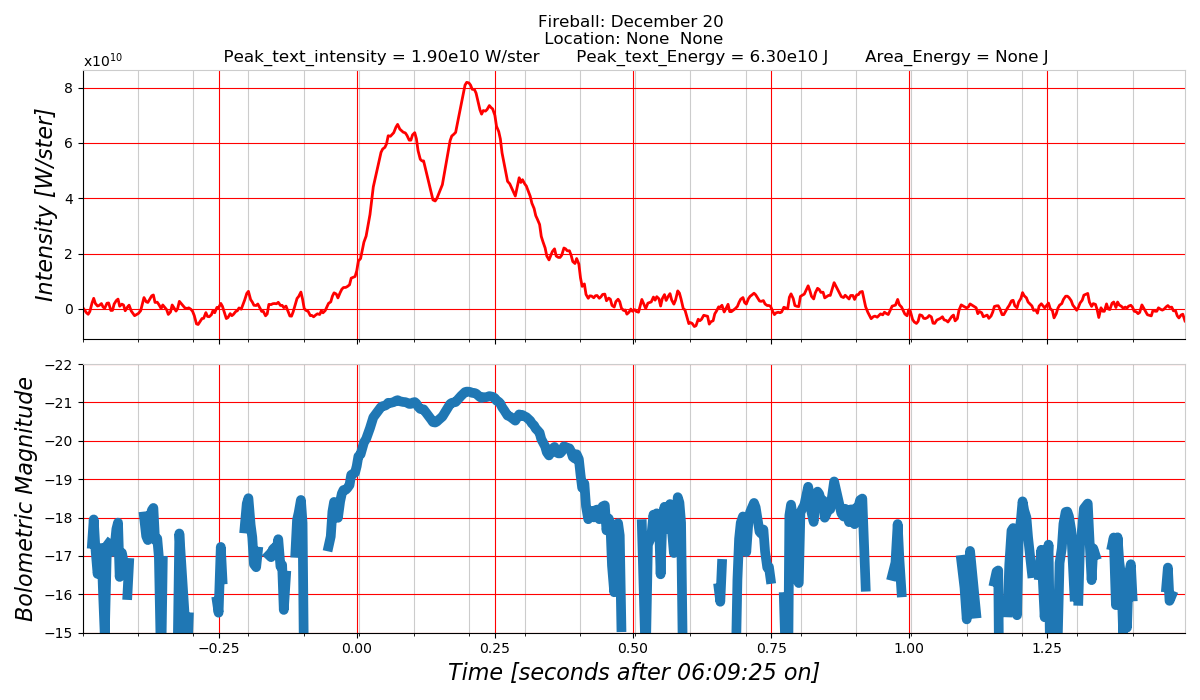 Fireball: December 20
Location: None  None
Peak_text_intensity = 1.90e10 W/ster       Peak_text_Energy = 6.30e10 J       Area_Energy = None J
x10¹⁰
8
6
4
2
0
Intensity [W/ster]
−22
−21
−20
−19
−18
−17
−16
−15
Bolometric Magnitude
−0.25 0.00 0.25 0.50 0.75 1.00 1.25
Time [seconds after 06:09:25 on]